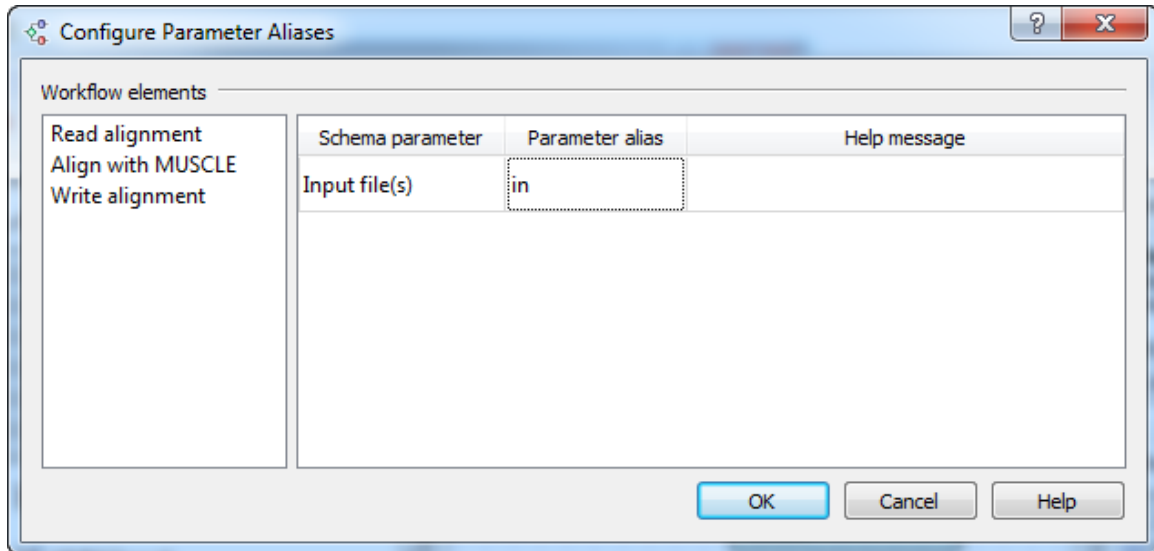 Configure Parameter Aliases
Workflow elements
Read alignment
Align with MUSCLE
Write alignment
Schema parameter Parameter alias Help message
Input file(s) in
OK Cancel Help